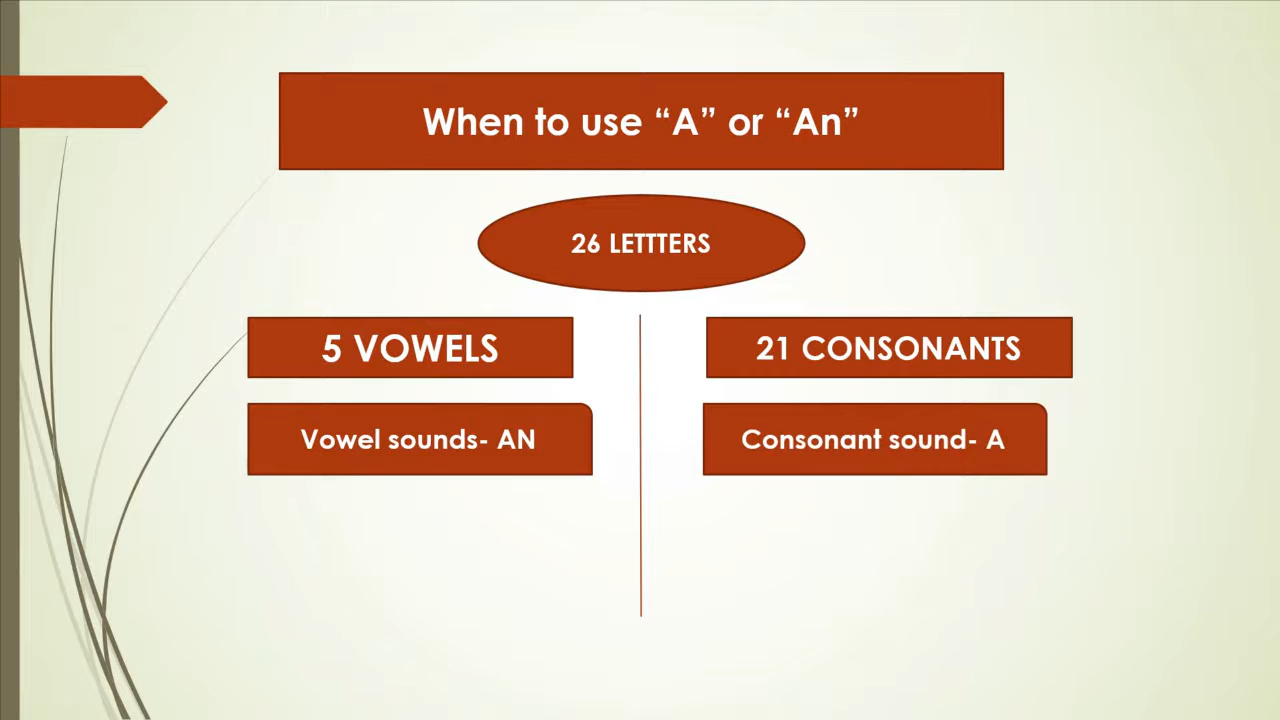 When to use “A” or “An”
26 LETTTERS
5 VOWELS
21 CONSONANTS
Vowel sounds- AN
Consonant sound- A